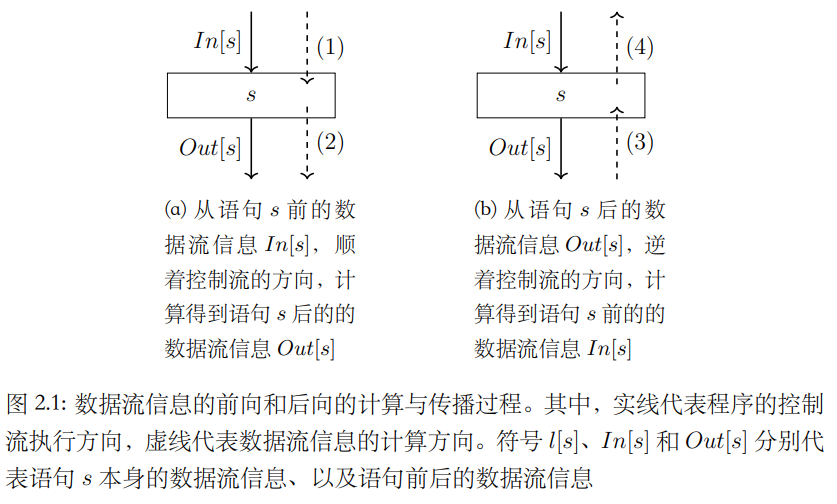 In[s]
(1)
s
Out[s]
(2)
In[s]
(4)
s
Out[s]
(3)
(a) 从语句 s 前的数
据流信息 In[s]，顺
着控制流的方向，计
算得到语句 s 后的的
数据流信息 Out[s]
(b) 从语句 s 后的数
据流信息 Out[s]，逆
着控制流的方向，计
算得到语句 s 前的的
数据流信息 In[s]
图 2.1: 数据流信息的前向和后向的计算与传播过程。其中，实线代表程序的控制
流执行方向，虚线代表数据流信息的计算方向。符号 l[s]、In[s] 和 Out[s] 分别代
表语句 s 本身的数据流信息、以及语句前后的数据流信息